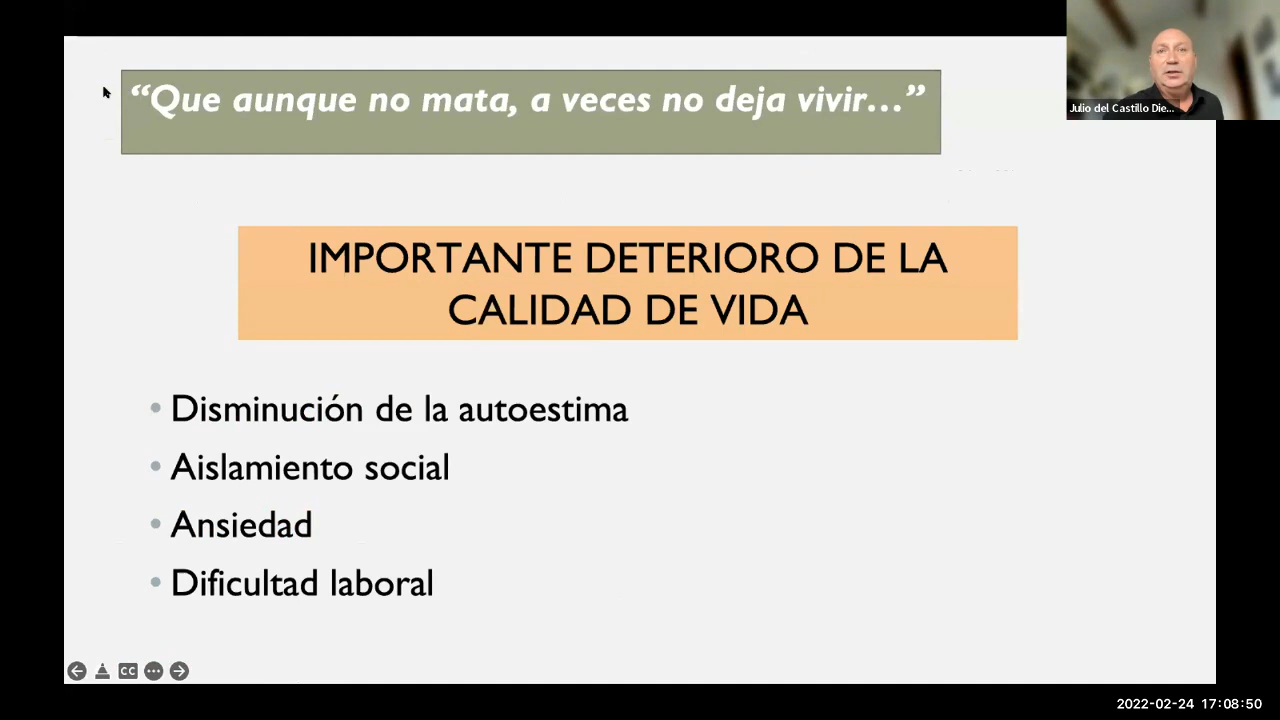 “Que aunque no mata, a veces no deja vivir...”
Julio del Castillo Die...
IMPORTANTE DETERIORO DE LA
CALIDAD DE VIDA
• Disminución de la autoestima
• Aislamiento social
• Ansiedad
• Dificultad laboral
CC
2022-02-24 17:08:50